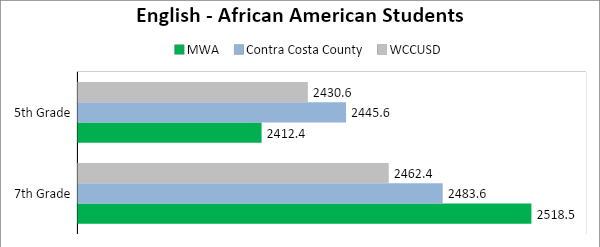 English - African American Students
MWA Contra Costa County WCCUSD
2430.6
5th Grade 2445.6
2412.4
2462.4
7th Grade 2483.6
2518.5